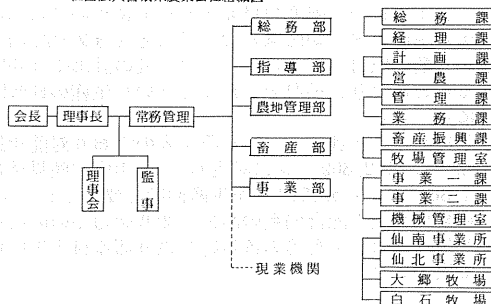 総務部
指導部
農地管理部
畜産部
事業部
現業機関
会長
理事長
常務管理
理事会
監事
総務課
経理課
計画課
営農課
管理課
業務課
畜産振興課
牧場管理室
事業一課
事業二課
機械管理室
仙南事業所
仙北事業所
大郷牧場
白石牧場